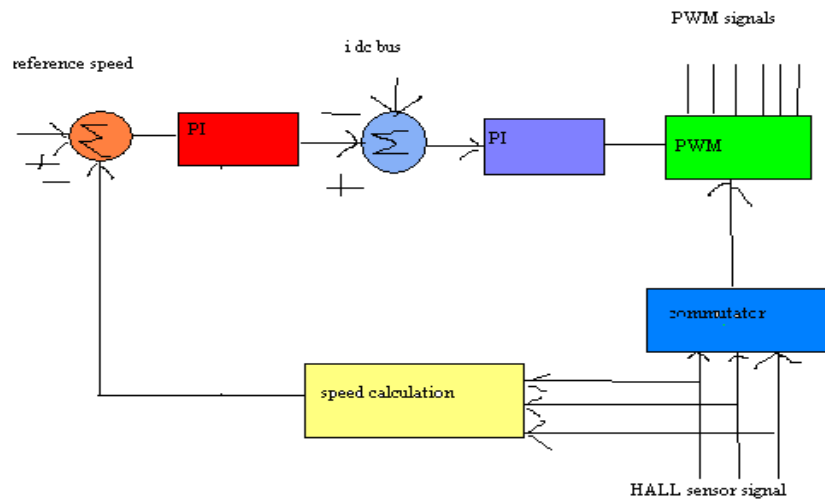 PWM signals
i dc bus
reference speed
PI
PI
PWM
commutator
speed calculation
HALL sensor signal